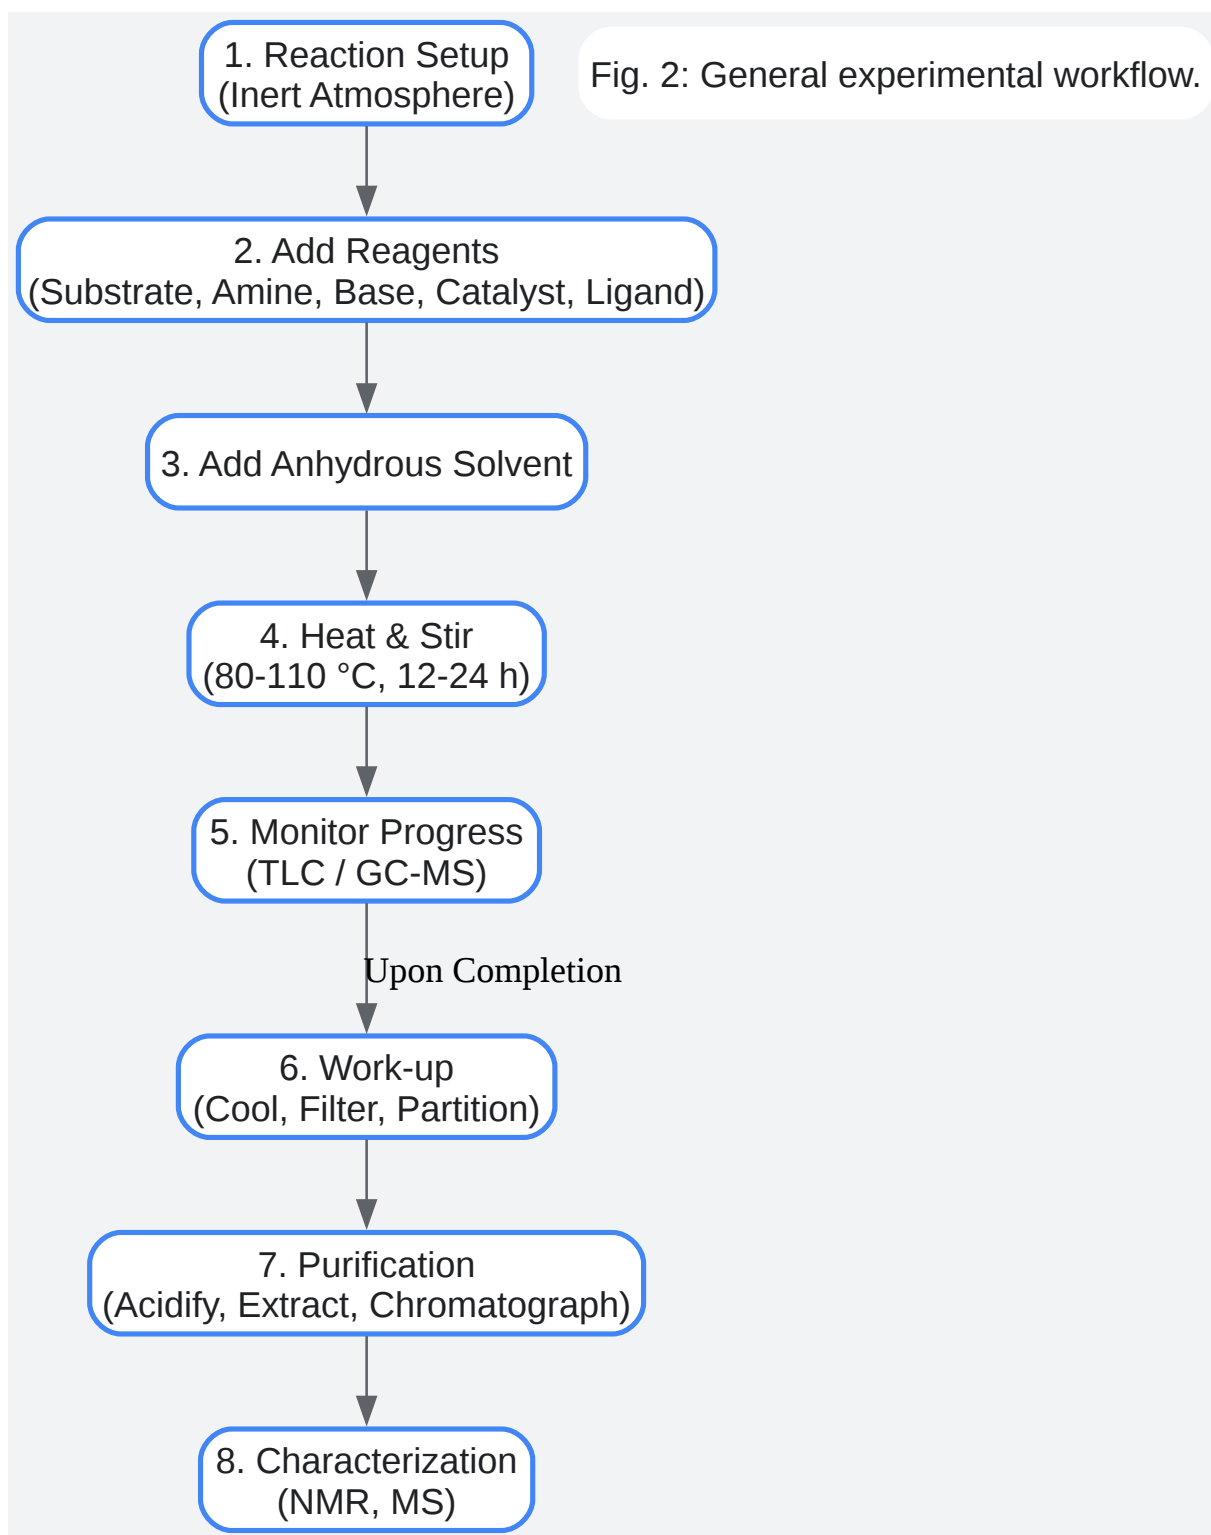 1. Reaction Setup
(Inert Atmosphere)
Fig. 2: General experimental workflow.
2. Add Reagents
(Substrate, Amine, Base, Catalyst, Ligand)
3. Add Anhydrous Solvent
4. Heat & Stir
(80-110 °C, 12-24 h)
5. Monitor Progress
(TLC / GC-MS)
Upon Completion
6. Work-up
(Cool, Filter, Partition)
7. Purification
(Acidify, Extract, Chromatograph)
8. Characterization
(NMR, MS)